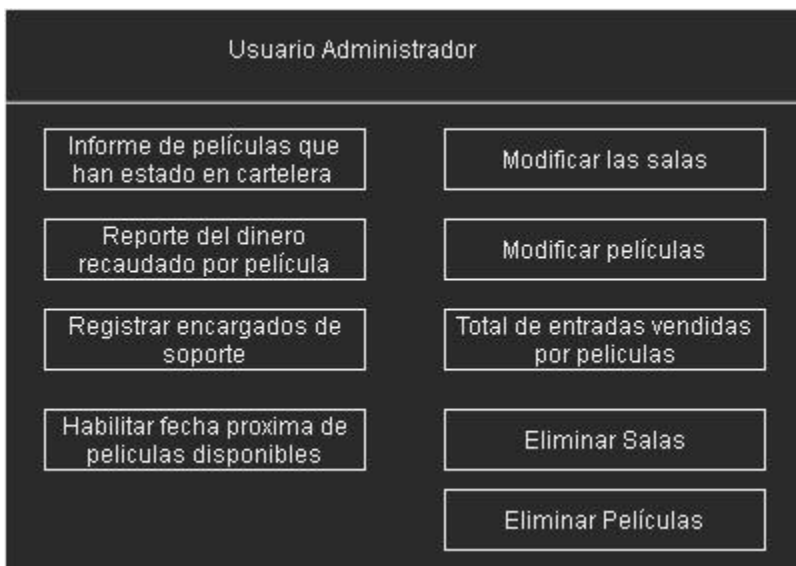 Usuario Administrador
Informe de películas que
han estado en cartelera
Modificar las salas
Reporte del dinero
recaudado por película
Modificar películas
Registrar encargados de
soporte
Total de entradas vendidas
por peliculas
Habilitar fecha proxima de
peliculas disponibles
Eliminar Salas
Eliminar Películas